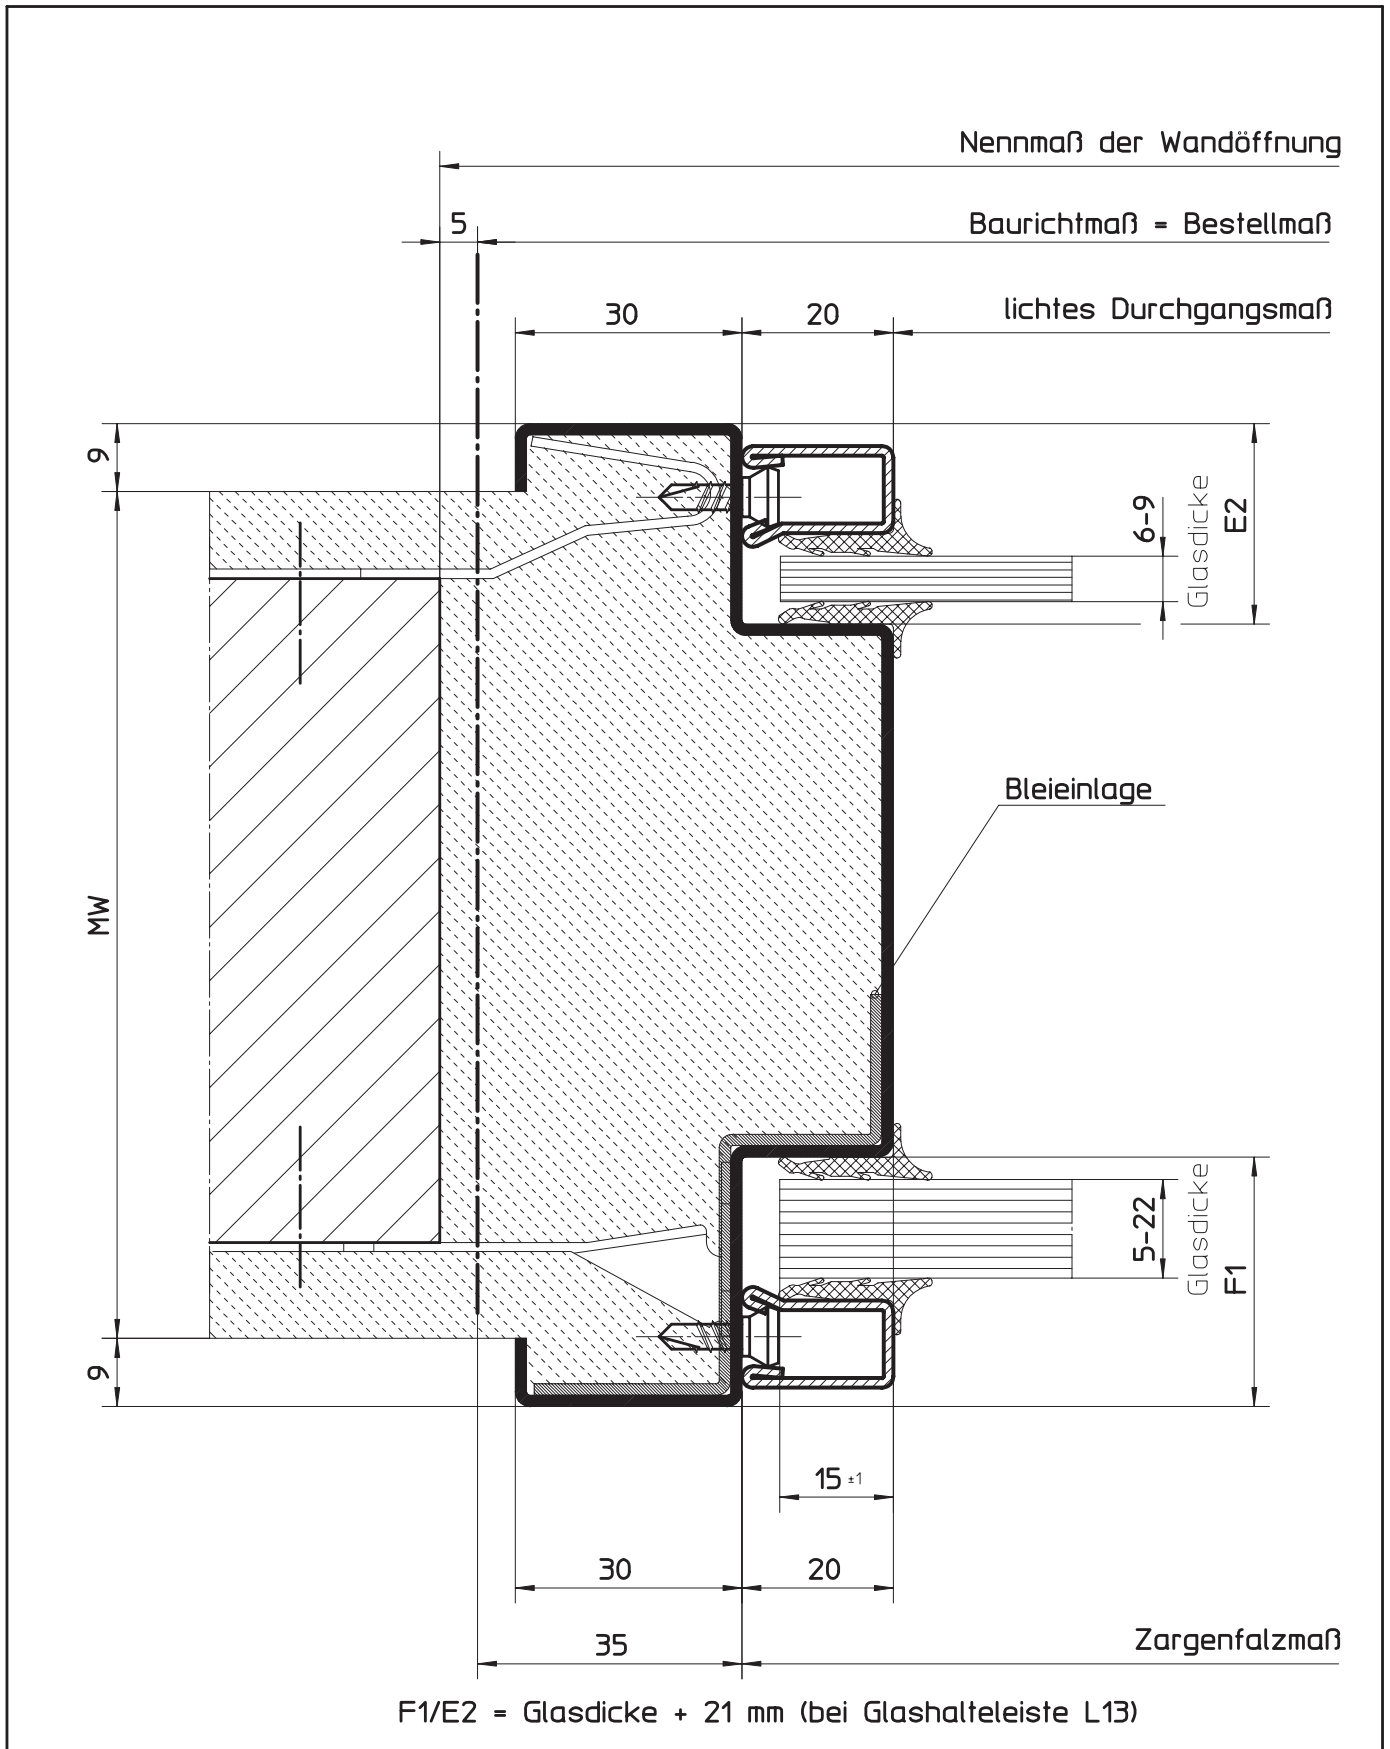 Nennmaß der Wandöffnung
5
Baurichtmaß = Bestellmaß
30
20
lichtes Durchgangsmaß
9
6-9
Glasdicke
E2
Bleieinlage
MW
5-22
Glasdicke
F1
9
15 ±1
30
20
35
Zargenfalzmaß
F1/E2 = Glasdicke + 21 mm (bei Glashalteleiste L13)